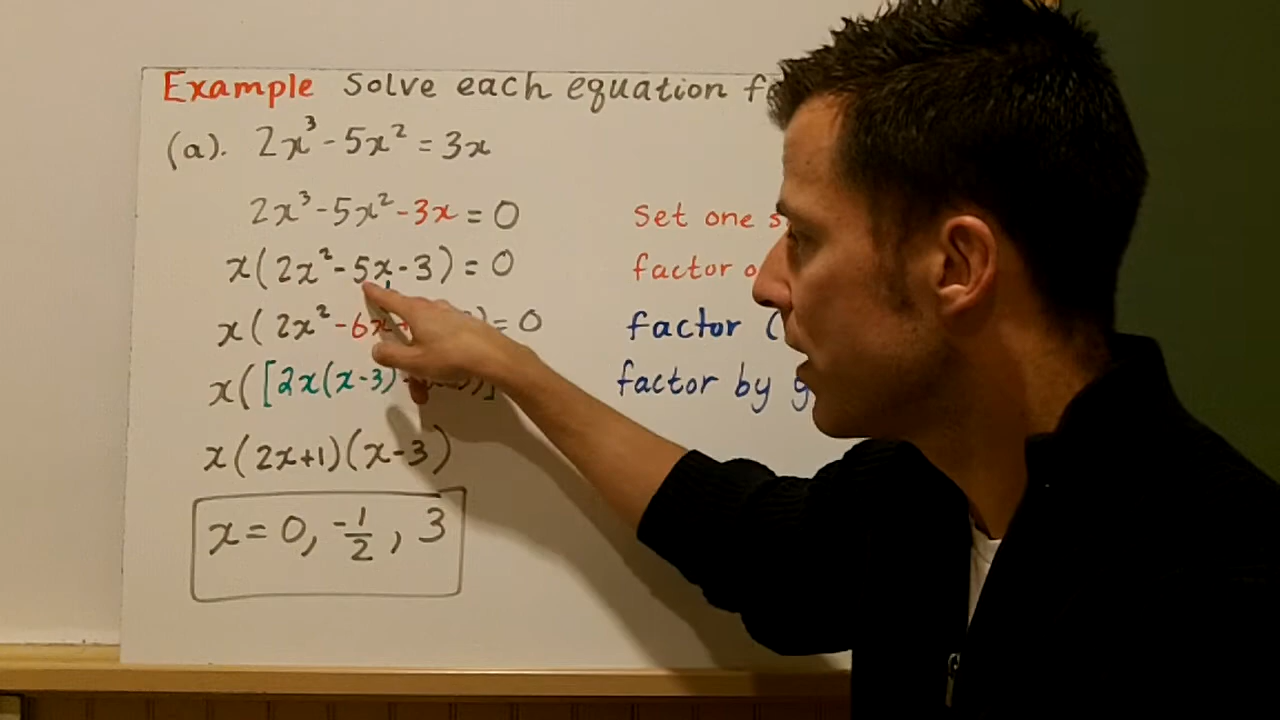 Example Solve each equation
(a). 2x³ - 5x² = 3x
2x³ - 5x² - 3x = 0
Set one
x(2x² - 5x - 3) = 0
factor
x( 2x² - 6x ) = 0
factor (
x([2x(x-3) ]
factor by
x(2x+1)(x-3)
x = 0, -1/2, 3